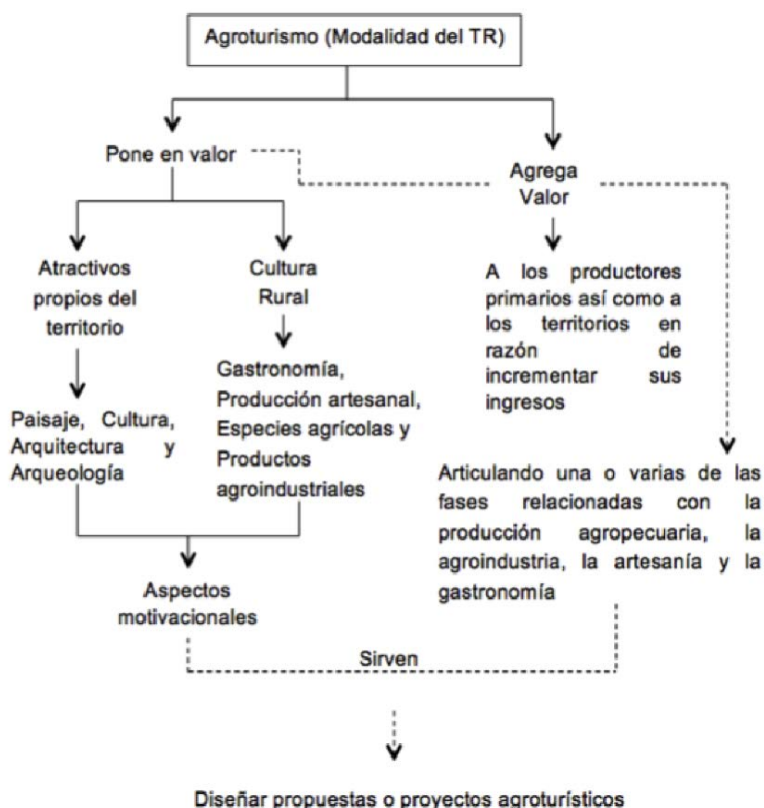 Agroturismo (Modalidad del TR)
Pone en valor
Agrega
Valor
Atractivos
propios del
territorio
Cultura
Rural
A los productores
primarios así como a
los territorios en
razón de
incrementar sus
ingresos
Paisaje, Cultura,
Arquitectura y
Arqueología
Gastronomía,
Producción artesanal,
Especies agrícolas y
Productos
agroindustriales
Articulando una o varias de las
fases relacionadas con la
producción agropecuaria, la
agroindustria, la artesanía y la
gastronomía
Aspectos
motivacionales
Sirven
Diseñar propuestas o proyectos agroturísticos